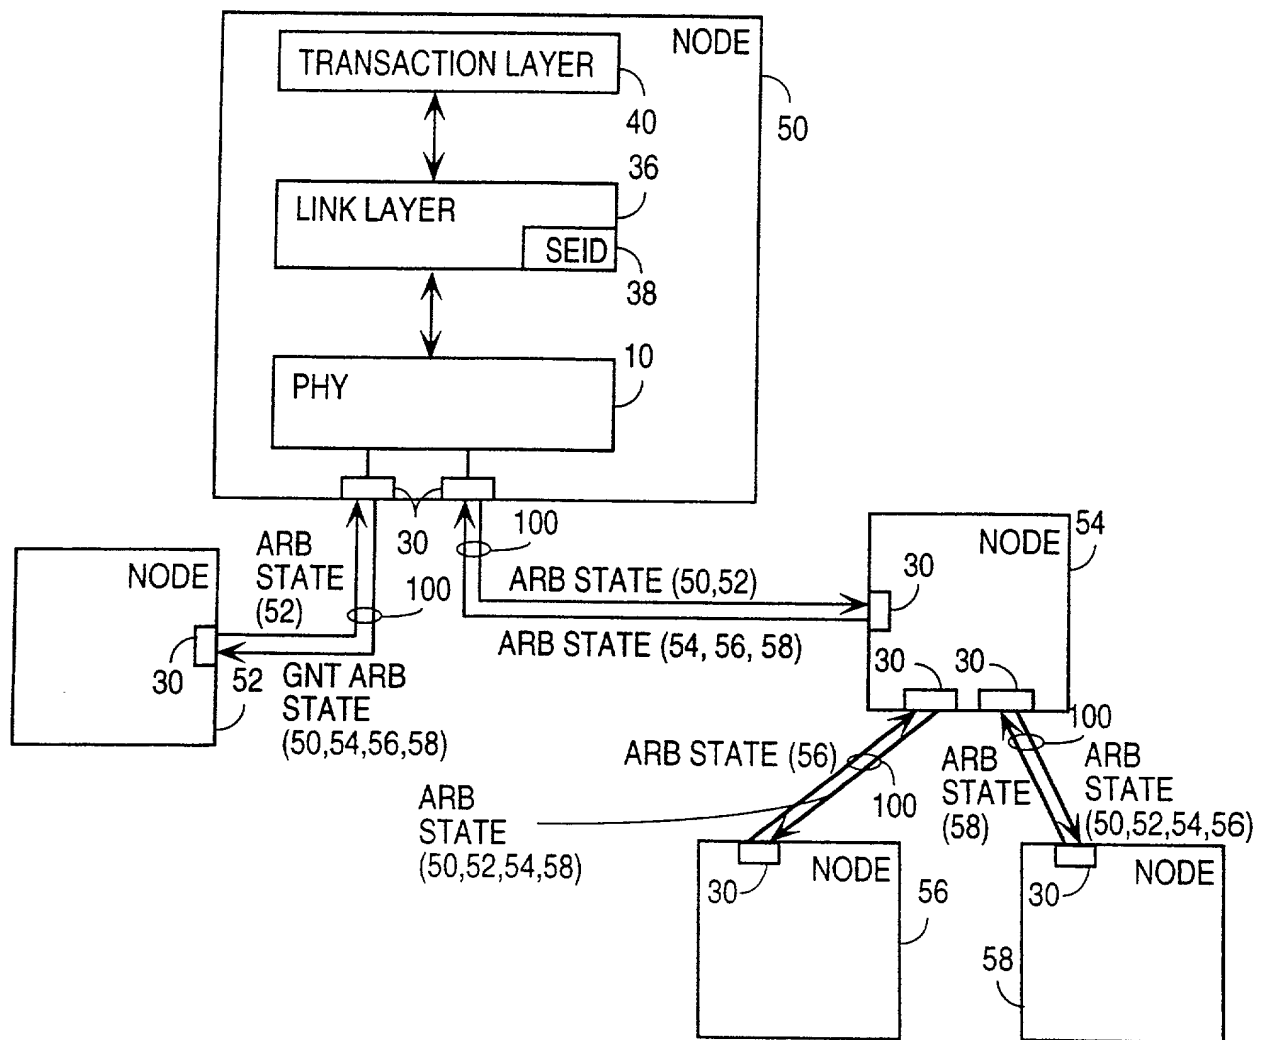 NODE
50
TRANSACTION LAYER
40
36
LINK LAYER
SEID
38
10
PHY
30
100
NODE
30
52
ARB
STATE
(52)
100
GNT ARB
STATE
(50,54,56,58)
ARB STATE (50,52)
ARB STATE (54, 56, 58)
NODE
54
30
30
30
100
ARB STATE (56)
100
ARB
STATE
(50,52,54,58)
ARB
STATE
(58)
ARB
STATE
(50,52,54,56)
NODE
30
56
NODE
30
58